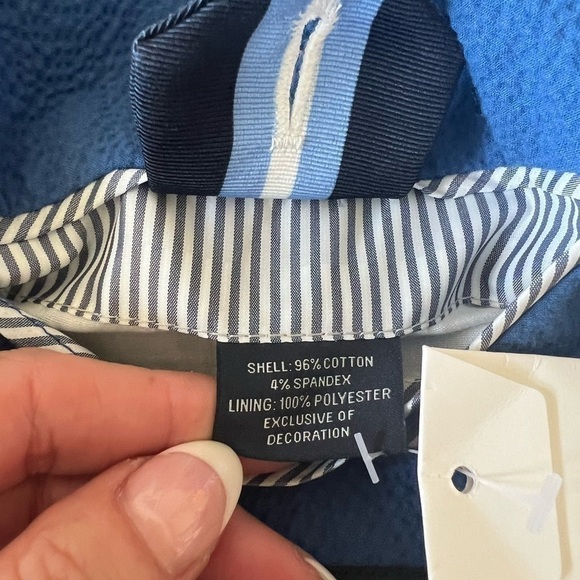 SHELL: 96% COTTON
4% SPANDEX
LINING: 100% POLYESTER
EXCLUSIVE OF
DECORATION